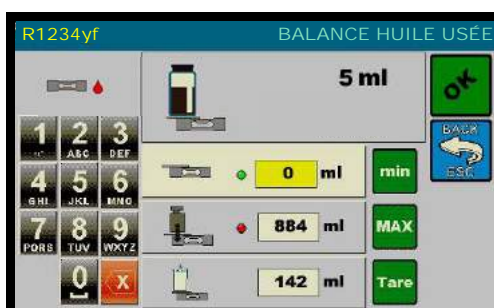 R1234yf BALANCE HUILE USÉE
5 ml
OK
BACK
ESC
1 2 3
ABC DEF
4 5 6
GHI JKL MNO
7 8 9
PQRS TUV WXYZ
0 X
0 ml min
884 ml MAX
142 ml Tare